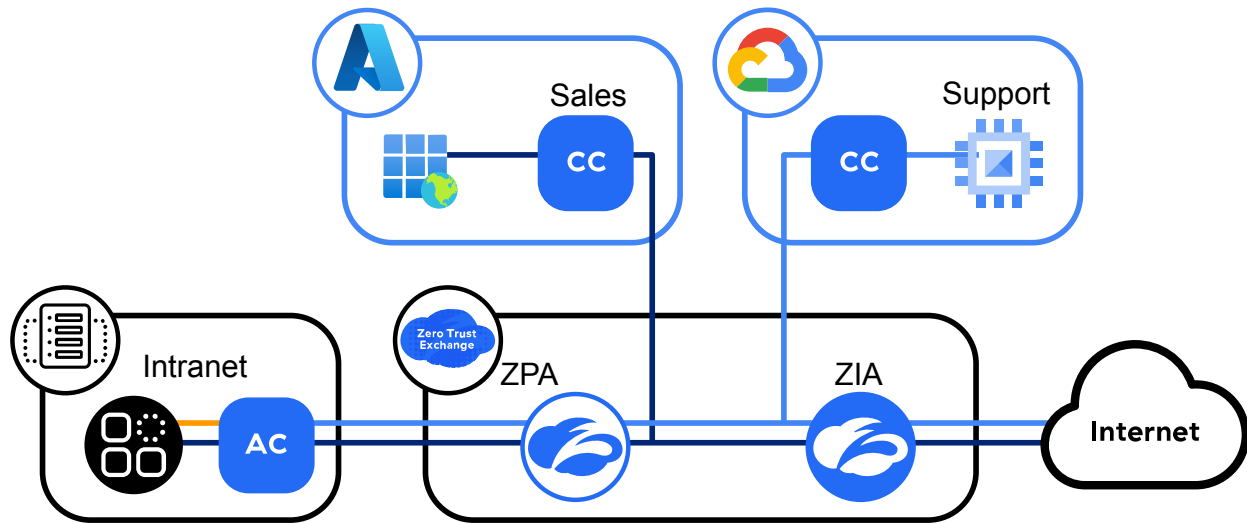 Sales
CC
Support
CC
Intranet
AC
Zero Trust
Exchange
ZPA
ZIA
Internet